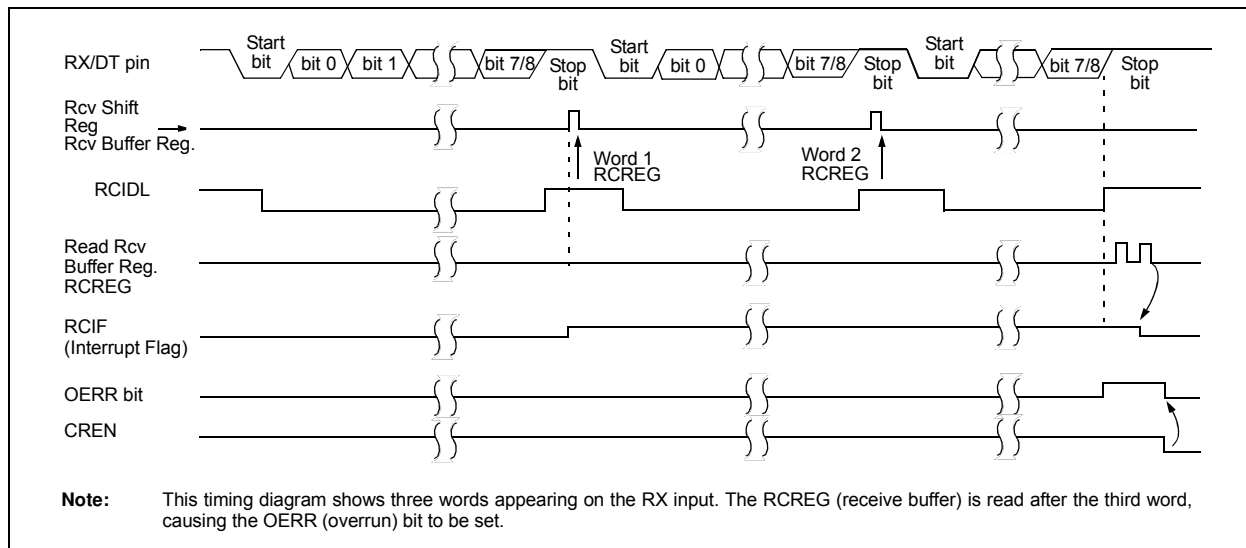 RX/DT pin
Start bit
bit 0
bit 1
bit 7/8
Stop bit
Start bit
bit 0
bit 7/8
Stop bit
Start bit
bit 7/8
Stop bit
Rcv Shift
Reg
Rcv Buffer Reg.
Word 1
RCREG
Word 2
RCREG
RCIDL
Read Rcv
Buffer Reg.
RCREG
RCIF
(Interrupt Flag)
OERR bit
CREN
Note: This timing diagram shows three words appearing on the RX input. The RCREG (receive buffer) is read after the third word,
causing the OERR (overrun) bit to be set.